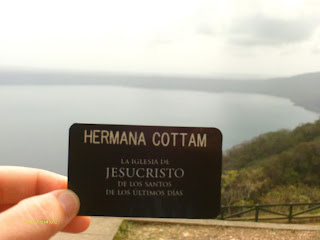 HERMANA COTTAM
LA IGLESIA DE
JESUCRISTO
DE LOS SANTOS
DE LOS ÚLTIMOS DÍAS